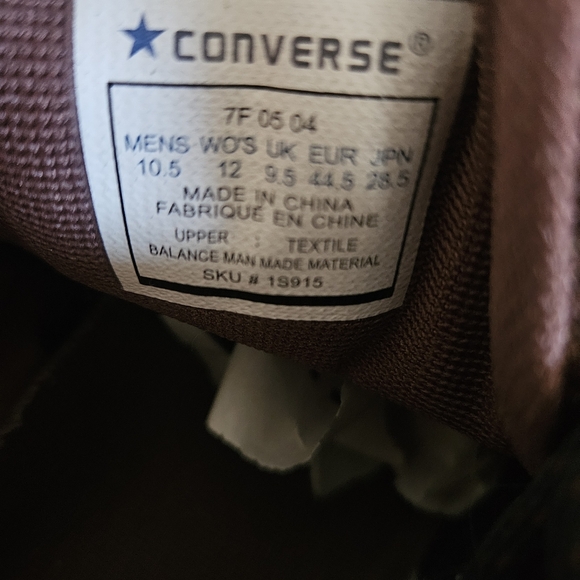 CONVERSE®
7F 05 04
MENS WO'S UK EUR JPN
10.5 12 9.5 44.5 28.5
MADE IN CHINA
FABRIQUÉ EN CHINE
UPPER : TEXTILE
BALANCE MAN MADE MATERIAL
SKU # 1S915